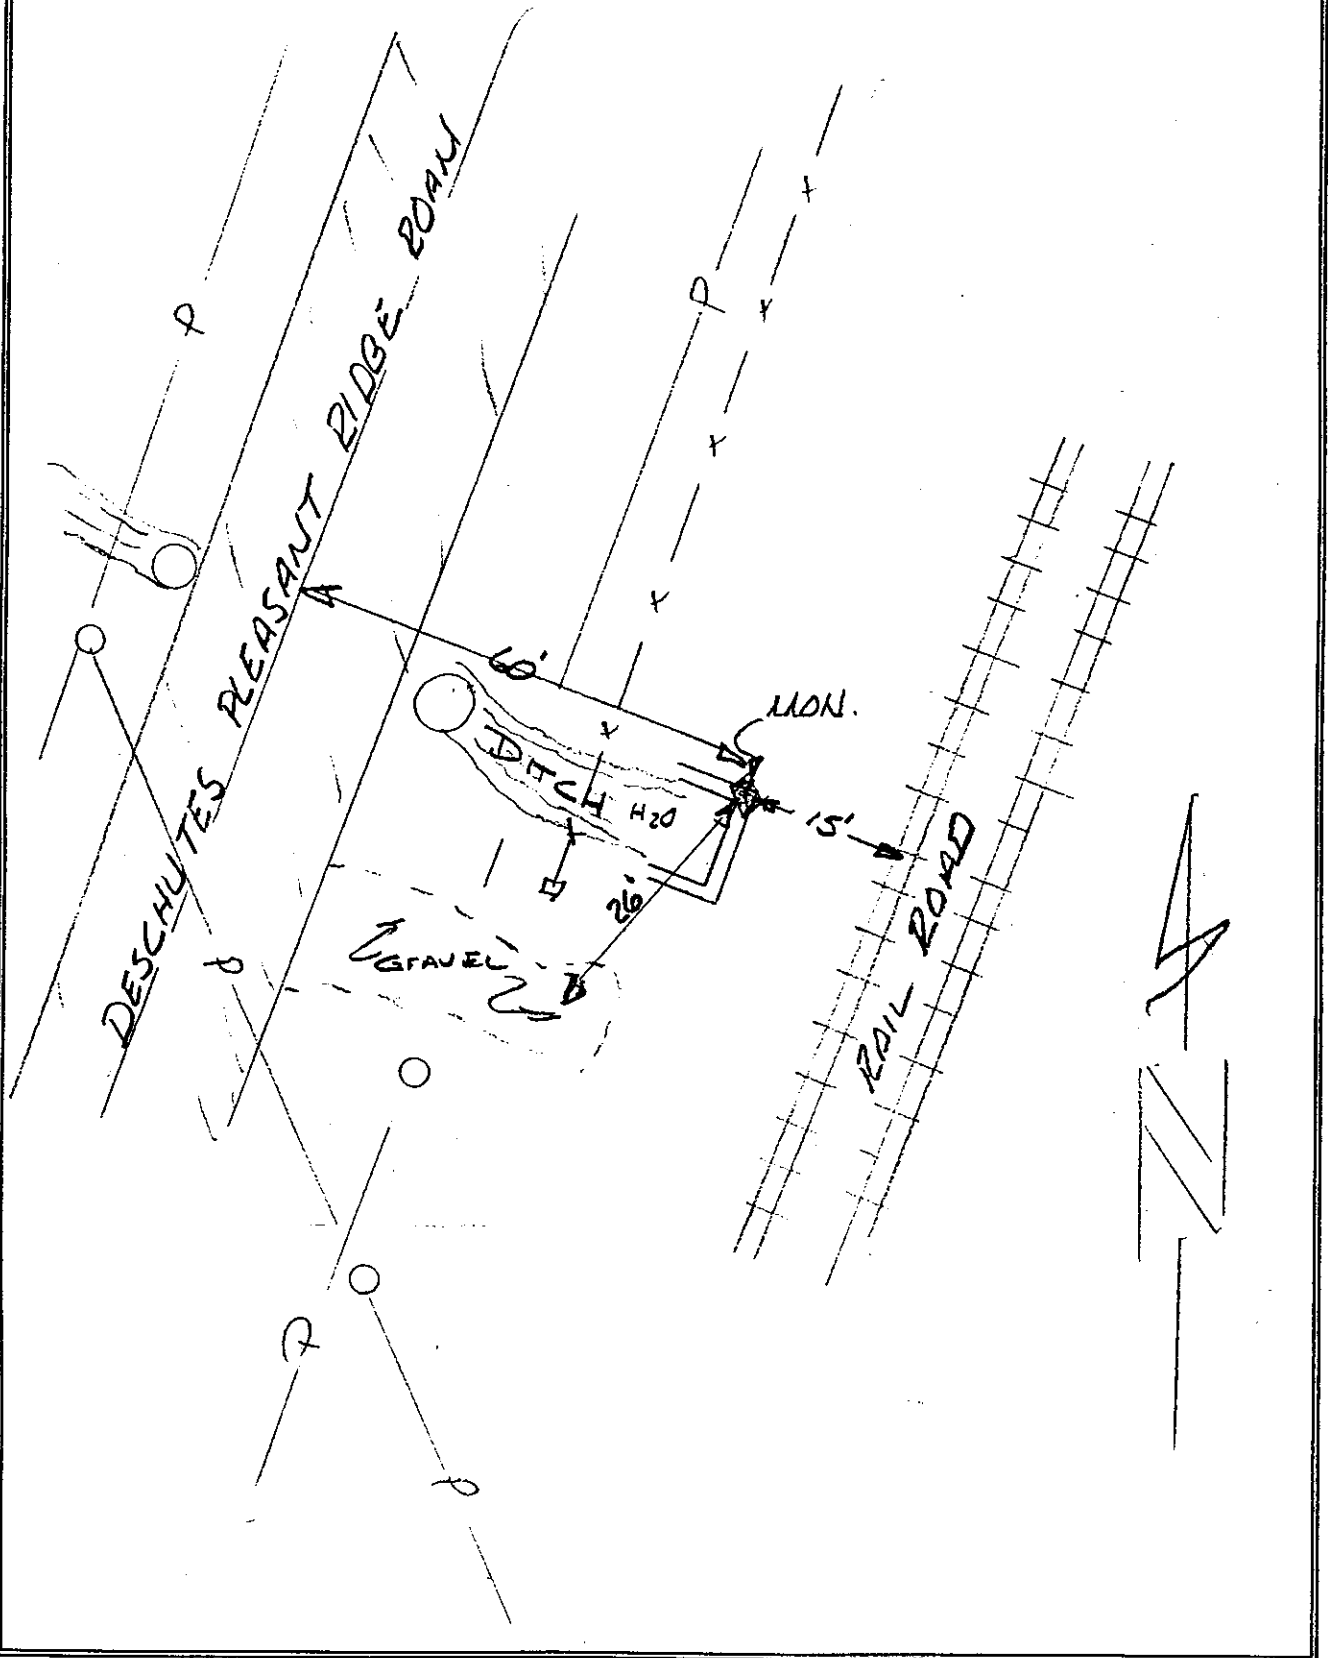 DESCHUTES PLEASANT RIDGE ROAD
P
P
60'
MON.
DITCH H2O
15'
26'
RAIL ROAD
GRAVEL
P
P
P
N